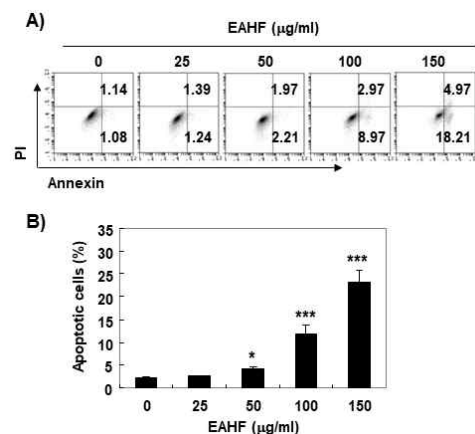 A)
EAHF (μg/ml)
0 25 50 100 150
1.14 1.39 1.97 2.97 4.97
1.08 1.24 2.21 8.97 18.21
PI
Annexin
B)
Apoptotic cells (%)
35
30
25
20
15
10
5
0
* *** ***
0 25 50 100 150
EAHF (μg/ml)